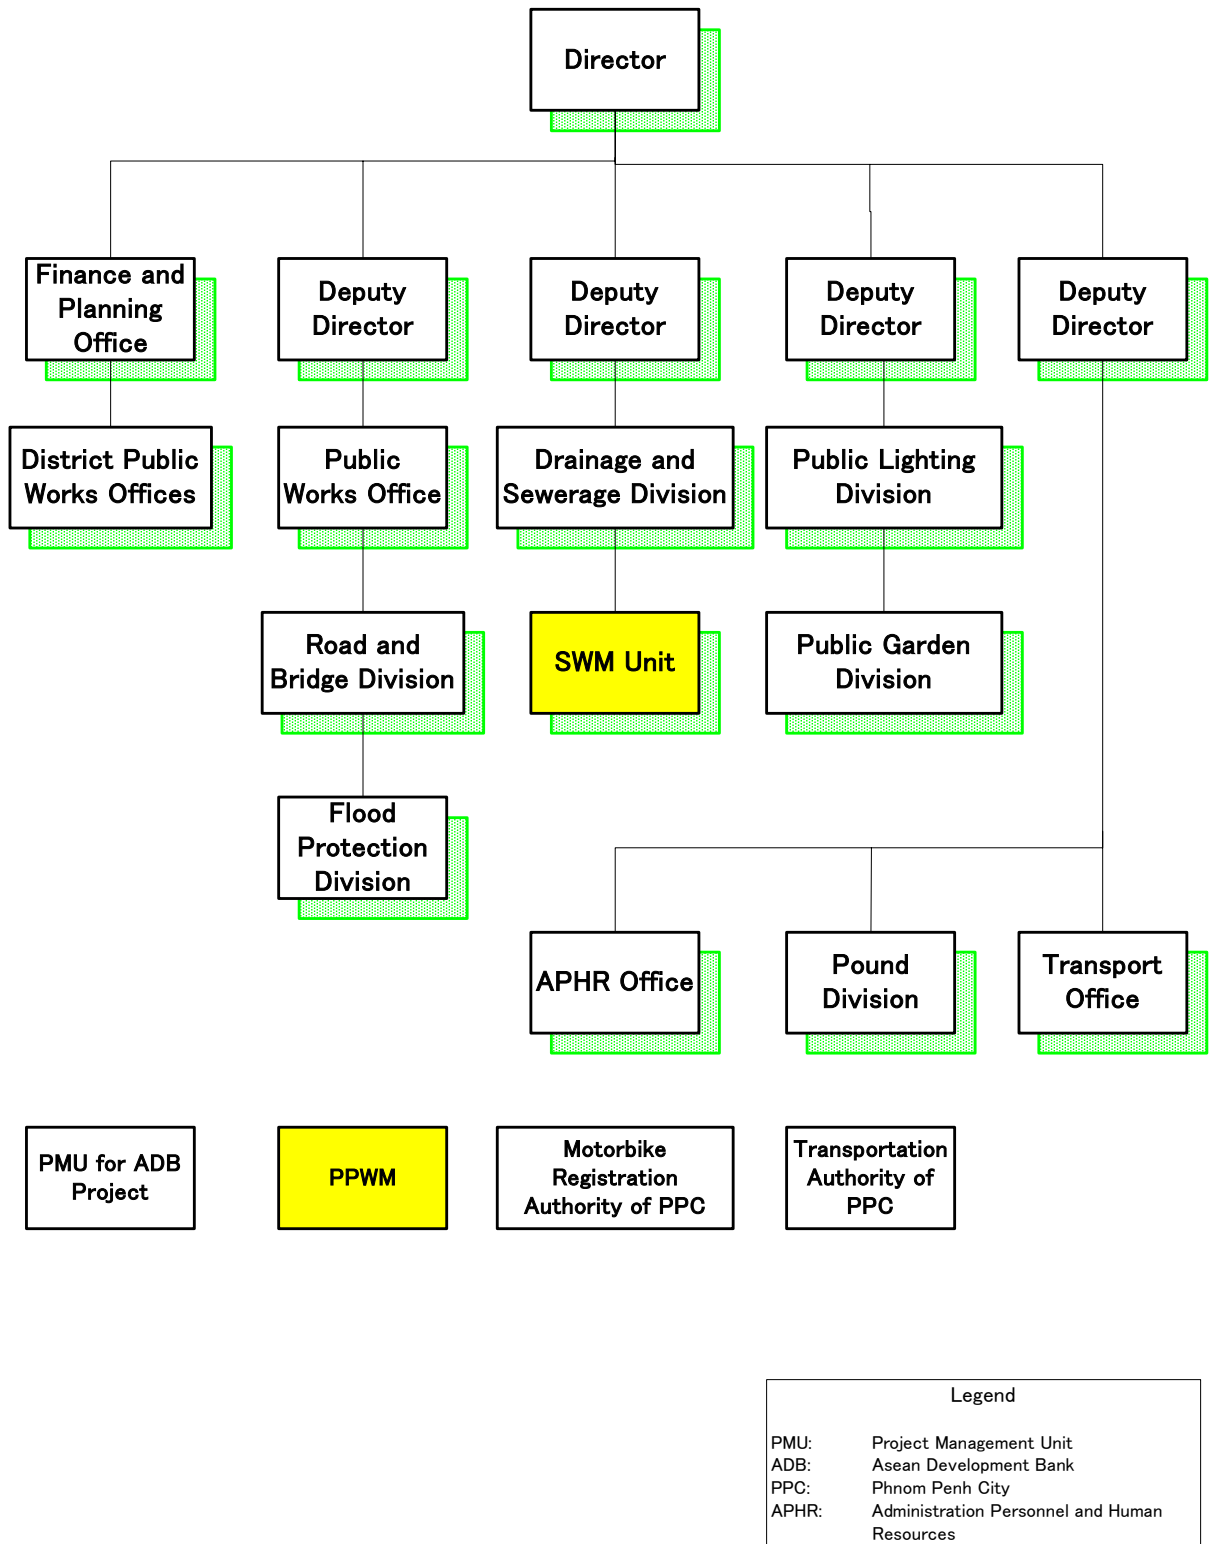 Director
Finance and
Planning
Office
Deputy
Director
Deputy
Director
Deputy
Director
Deputy
Director
District Public
Works Offices
Public
Works Office
Drainage and
Sewerage Division
Public Lighting
Division
Road and
Bridge Division
SWM Unit
Public Garden
Division
Flood
Protection
Division
APHR Office
Pound
Division
Transport
Office
PMU for ADB
Project
PPWM
Motorbike
Registration
Authority of PPC
Transportation
Authority of
PPC
Legend
PMU: Project Management Unit
ADB: Asean Development Bank
PPC: Phnom Penh City
APHR: Administration Personnel and Human
Resources